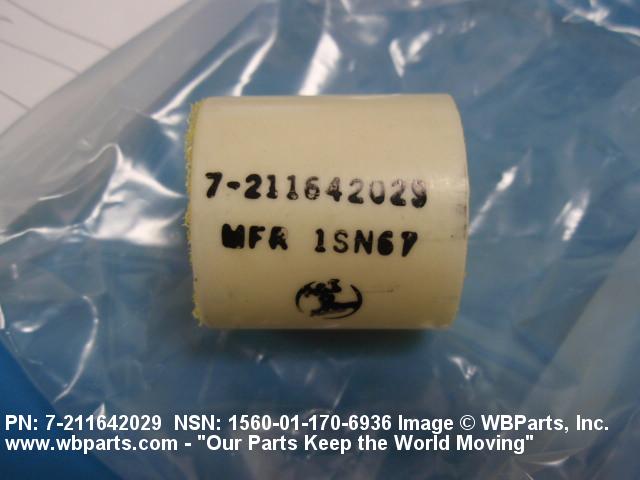 7-211642029
MFR 1SN67
PN: 7-211642029 NSN: 1560-01-170-6936 Image © WBParts, Inc.
www.wbparts.com - "Our Parts Keep the World Moving"